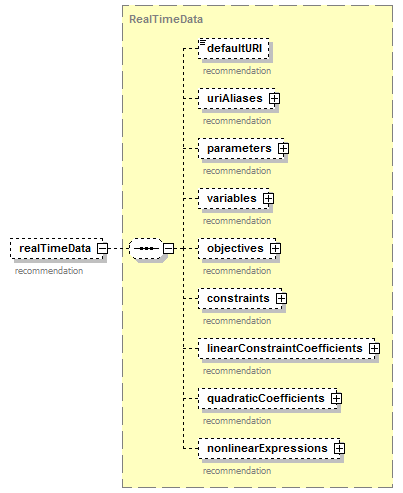 RealTimeData
defaultURI
recommendation
uriAliases
recommendation
parameters
recommendation
variables
recommendation
realTimeData
recommendation
objectives
recommendation
constraints
recommendation
linearConstraintCoefficients
recommendation
quadraticCoefficients
recommendation
nonlinearExpressions
recommendation